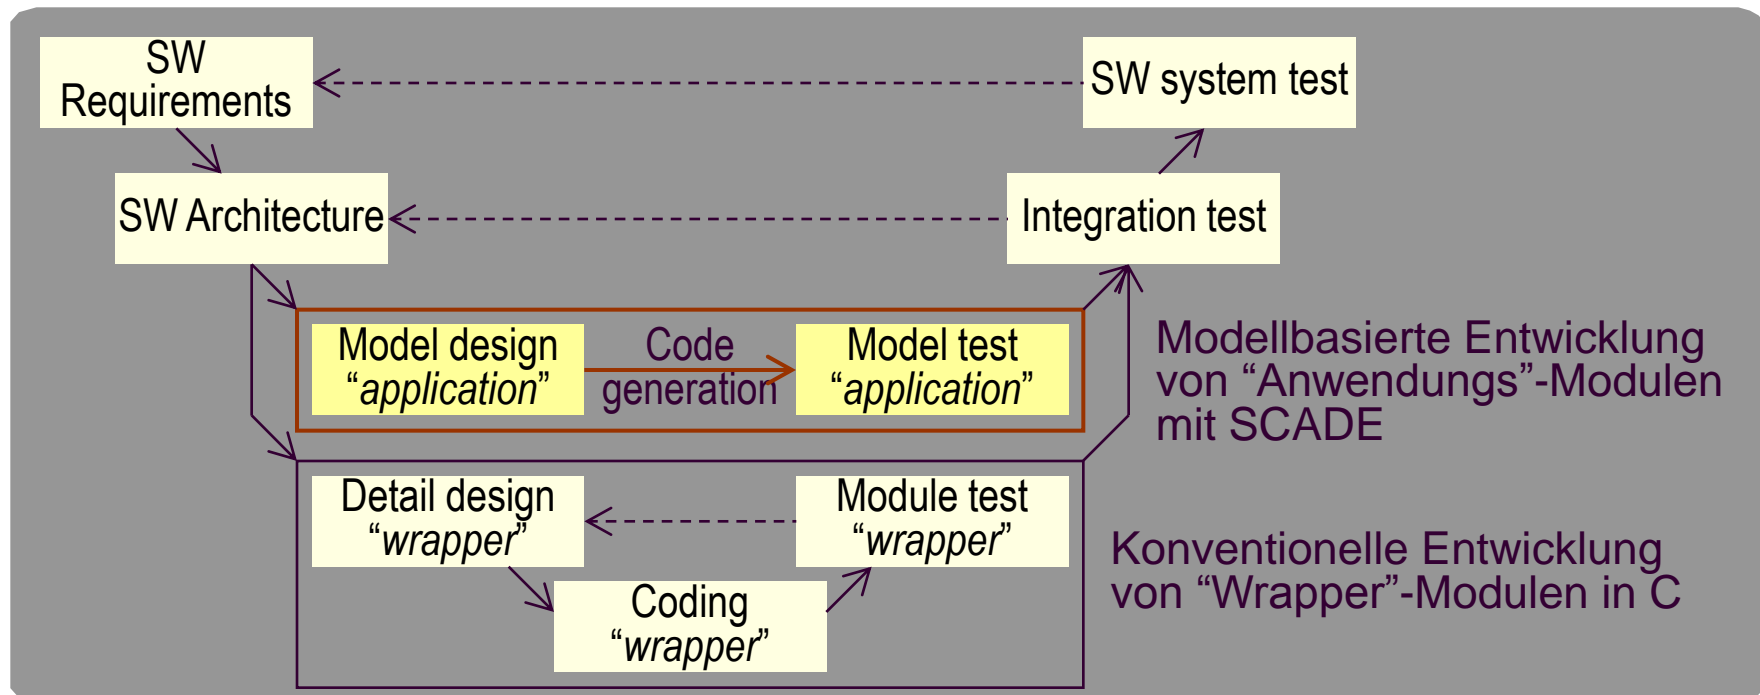 SW
Requirements
SW system test
SW Architecture
Integration test
Model design
“application”
Code
generation
Model test
“application”
Modellbasierte Entwicklung
von “Anwendungs”-Modulen
mit SCADE
Detail design
“wrapper”
Module test
“wrapper”
Coding
“wrapper”
Konventionelle Entwicklung
von “Wrapper”-Modulen in C